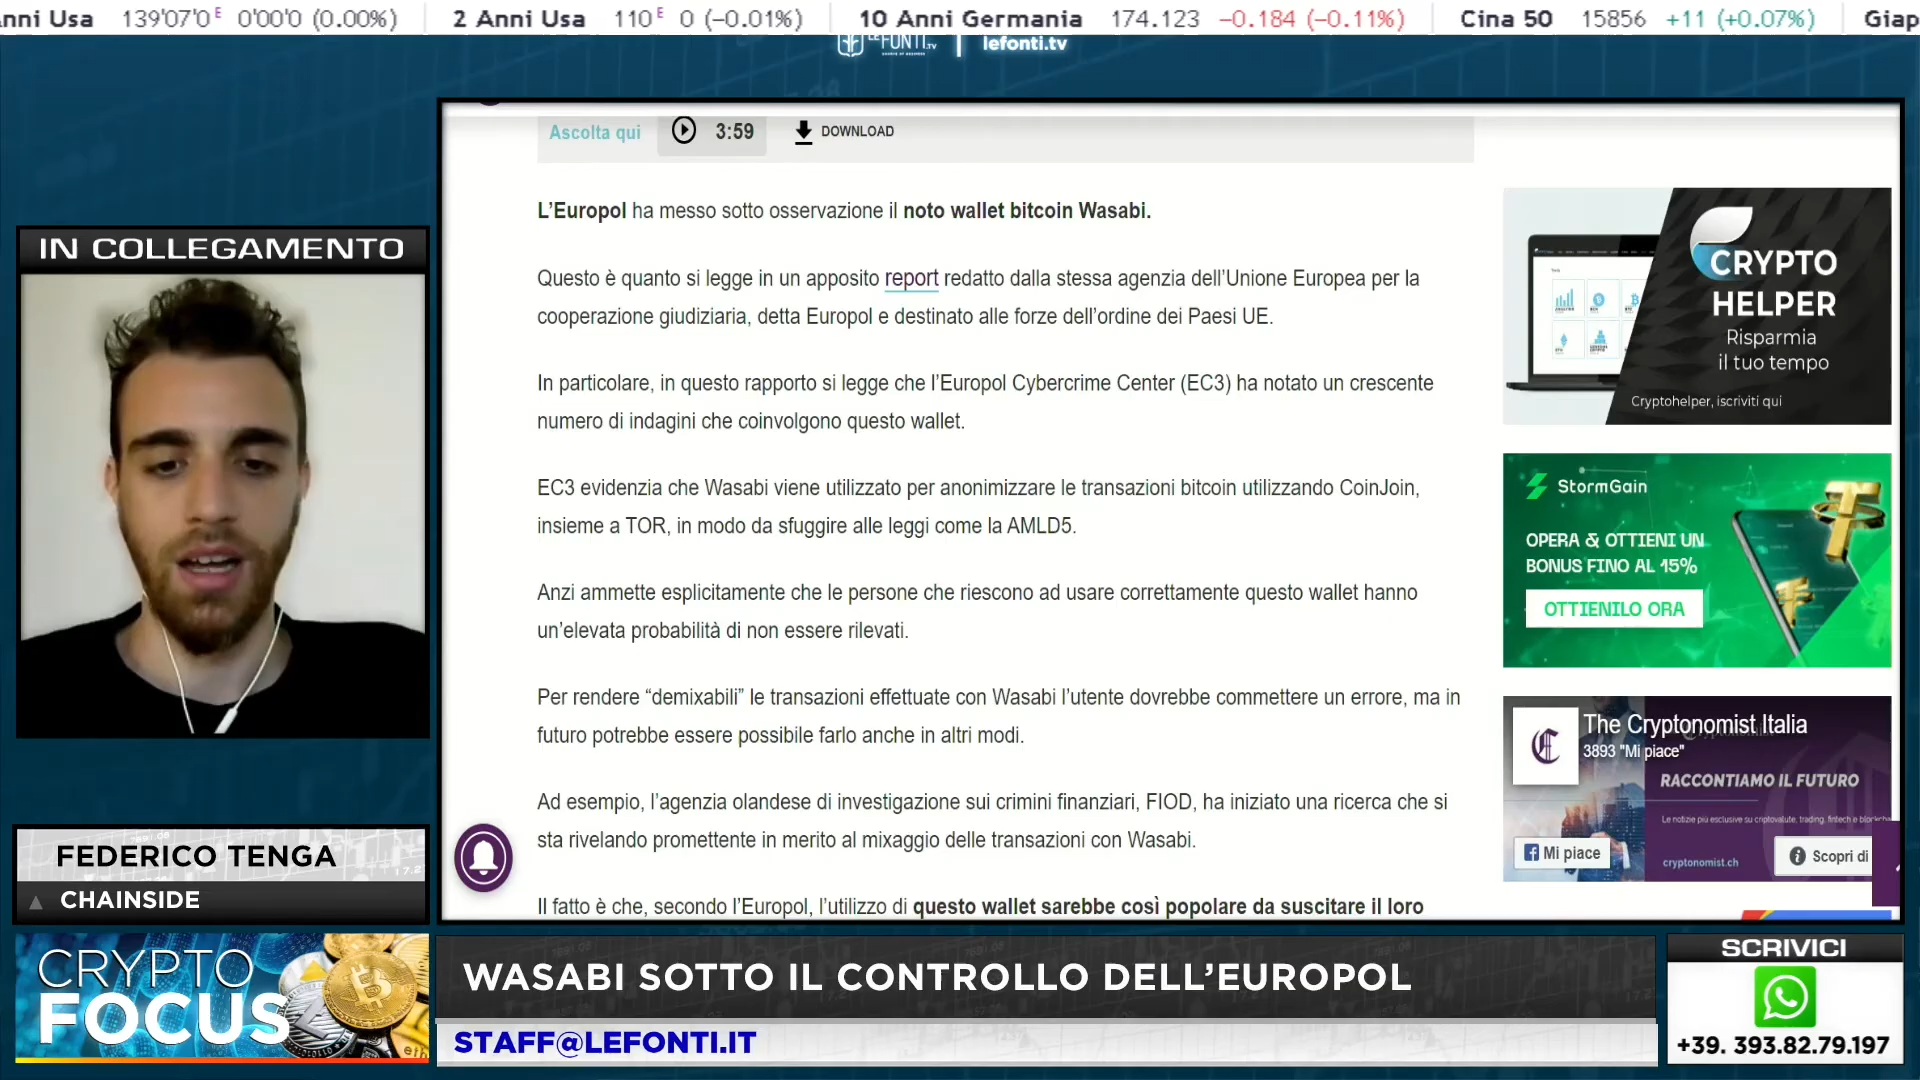 nni Usa 139'07'0 E 0'00'0 (0.00%) 2 Anni Usa 110 E 0 (−0.01%) 10 Anni Germania 174.123 −0.184 (−0.11%) Cina 50 15856 +11 (+0.07%) Giap
LEFONTI.TV lefonti.tv
Ascolta qui 3:59 DOWNLOAD
L'Europol ha messo sotto osservazione il noto wallet bitcoin Wasabi.
Questo è quanto si legge in un apposito report redatto dalla stessa agenzia dell'Unione Europea per la
cooperazione giudiziaria, detta Europol e destinato alle forze dell'ordine dei Paesi UE.
In particolare, in questo rapporto si legge che l'Europol Cybercrime Center (EC3) ha notato un crescente
numero di indagini che coinvolgono questo wallet.
EC3 evidenzia che Wasabi viene utilizzato per anonimizzare le transazioni bitcoin utilizzando CoinJoin,
insieme a TOR, in modo da sfuggire alle leggi come la AMLD5.
Anzi ammette esplicitamente che le persone che riescono ad usare correttamente questo wallet hanno
un'elevata probabilità di non essere rilevati.
Per rendere “demixabili” le transazioni effettuate con Wasabi l'utente dovrebbe commettere un errore, ma in
futuro potrebbe essere possibile farlo anche in altri modi.
Ad esempio, l'agenzia olandese di investigazione sui crimini finanziari, FIOD, ha iniziato una ricerca che si
sta rivelando promettente in merito al mixaggio delle transazioni con Wasabi.
Il fatto è che, secondo l'Europol, l'utilizzo di questo wallet sarebbe così popolare da suscitare il loro
CRYPTO
HELPER
Risparmia
il tuo tempo
Cryptohelper, iscriviti qui
StormGain
OPERA & OTTIENI UN
BONUS FINO AL 15%
OTTIENILO ORA
The Cryptonomist Italia
3893 "Mi piace"
RACCONTIAMO IL FUTURO
Le notizie più esclusive su criptovalute, trading, fintech e blockcha
Mi piace cryptonomist.ch Scopri di
IN COLLEGAMENTO
FEDERICO TENGA
CHAINSIDE
CRYPTO
FOCUS
WASABI SOTTO IL CONTROLLO DELL'EUROPOL
STAFF@LEFONTI.IT
SCRIVICI
+39. 393.82.79.197